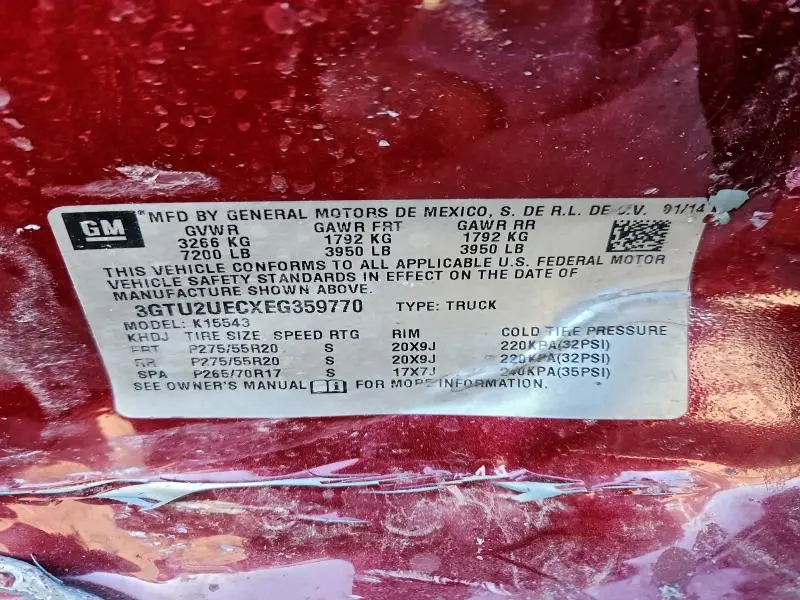 GM
MFD BY GENERAL MOTORS DE MEXICO, S. DE R.L. DE C.V. 01/14
GVWR GAWR FRT GAWR RR
3266 KG 1792 KG 1792 KG
7200 LB 3950 LB 3950 LB
THIS VEHICLE CONFORMS TO ALL APPLICABLE U.S. FEDERAL MOTOR
VEHICLE SAFETY STANDARDS IN EFFECT ON THE DATE OF
MANUFACTURE SHOWN ABOVE.
3GTU2UECXEG359770 TYPE: TRUCK
MODEL: K15543
KHDJ TIRE SIZE SPEED RTG RIM COLD TIRE PRESSURE
FRT P275/55R20 S 20X9J 220KPA(32PSI)
RR P275/55R20 S 20X9J 220KPA(32PSI)
SPA P265/70R17 S 17X7J 240KPA(35PSI)
SEE OWNER'S MANUAL FOR MORE INFORMATION.